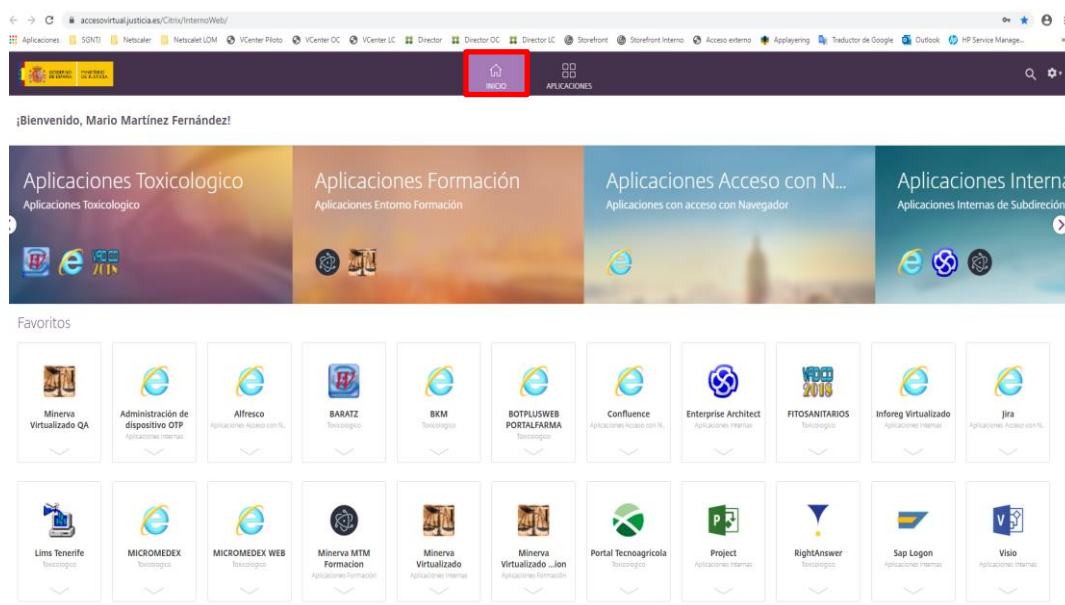 accesovirtual.justicia.es/Citrix/InternoWeb/
Aplicaciones SGNTJ Netscaler Netscalet LOM VCenter Piloto VCenter OC VCenter LC Director Director OC Director LC Storefront Storefront Interno Acceso externo Applayering Traductor de Google Outlook HP Service Manage...
GOBIERNO DE ESPAÑA MINISTERIO DE JUSTICIA
INICIO APLICACIONES
¡Bienvenido, Mario Martínez Fernández!
Aplicaciones Toxicologico
Aplicaciones Toxicologico
Aplicaciones Formación
Aplicaciones Entorno Formación
Aplicaciones Acceso con N...
Aplicaciones con acceso con Navegador
Aplicaciones Interna
Aplicaciones Internas de Subdireción
Favoritos
Minerva
Virtualizado QA
Administración de
dispositivo OTP
Aplicaciones Internas
Alfresco
Aplicaciones Acceso con N...
BARATZ
Toxicologico
BKM
Toxicologico
BOTPLUSWEB
PORTALFARMA
Toxicologico
Confluence
Aplicaciones Acceso con N...
Enterprise Architect
Aplicaciones Internas
FITOSANITARIOS
Toxicologico
Inforeg Virtualizado
Aplicaciones Internas
Jira
Aplicaciones Acceso con N...
Lims Tenerife
Toxicologico
MICROMEDEX
Toxicologico
MICROMEDEX WEB
Toxicologico
Minerva MTM
Formacion
Aplicaciones Formación
Minerva
Virtualizado
Aplicaciones Internas
Minerva
Virtualizado ...ion
Aplicaciones Formación
Portal Tecnoagricola
Toxicologico
Project
Aplicaciones Internas
RightAnswer
Toxicologico
Sap Logon
Aplicaciones Internas
Visio
Aplicaciones Internas